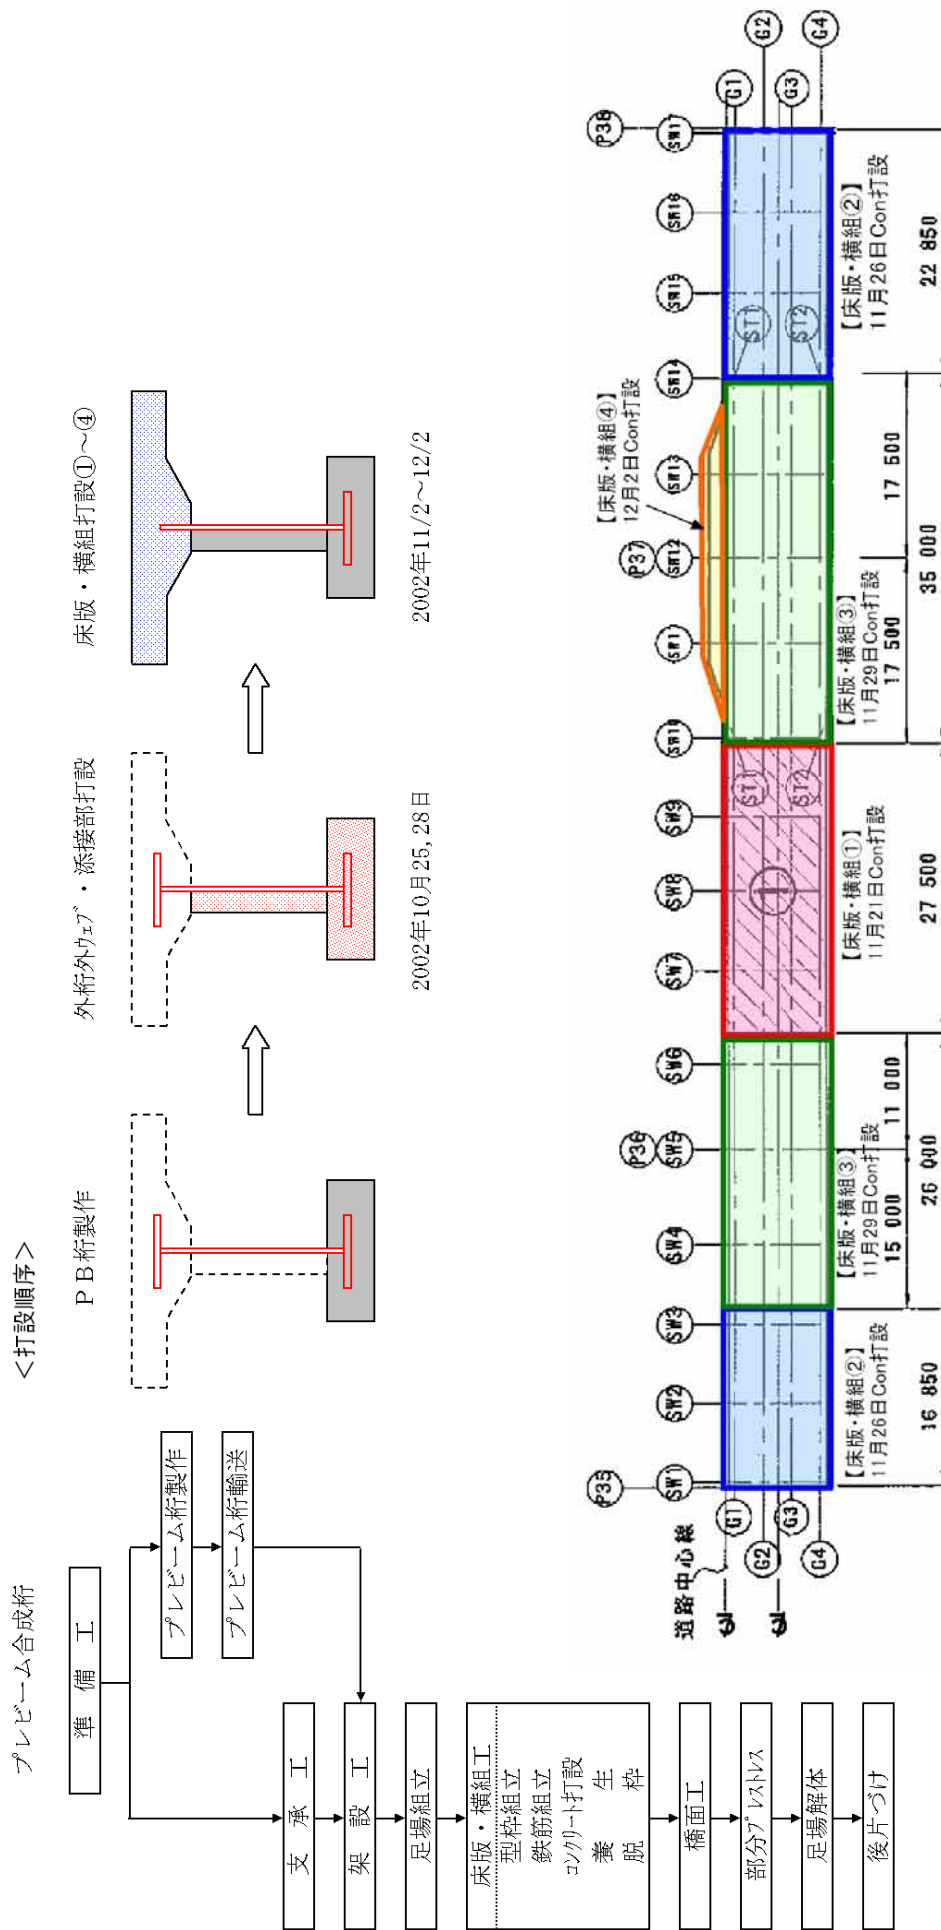 プレビーム合成桁
準備工
プレビーム桁製作
プレビーム桁輸送
支承工
架設工
足場組立
床版・横組工
型枠組立
鉄筋組立
コンクリート打設
養生
脱枠
橋面工
部分プレストレス
足場解体
後片づけ
＜打設順序＞
ＰＢ桁製作
外桁外ウェブ・添接部打設
床版・横組打設①～④
2002年10月25,28日
2002年11/2～12/2
P35
P36
P37
P38
SW1
SW2
SW3
SW4
SW5
SW6
SW7
SW8
SW9
SW10
SW11
SW12
SW13
SW14
SW15
SW16
SW1
【床版・横組④】
12月2日Con打設
道路中心線
G1
G2
G3
G4
ST1
ST2
①
ST1
ST2
G1
G2
G3
G4
【床版・横組②】
11月26日Con打設
【床版・横組③】
11月29日Con打設
【床版・横組①】
11月21日Con打設
【床版・横組③】
11月29日Con打設
【床版・横組②】
11月26日Con打設
15 000
11 000
17 500
17 500
16 850
26 000
27 500
35 000
22 850